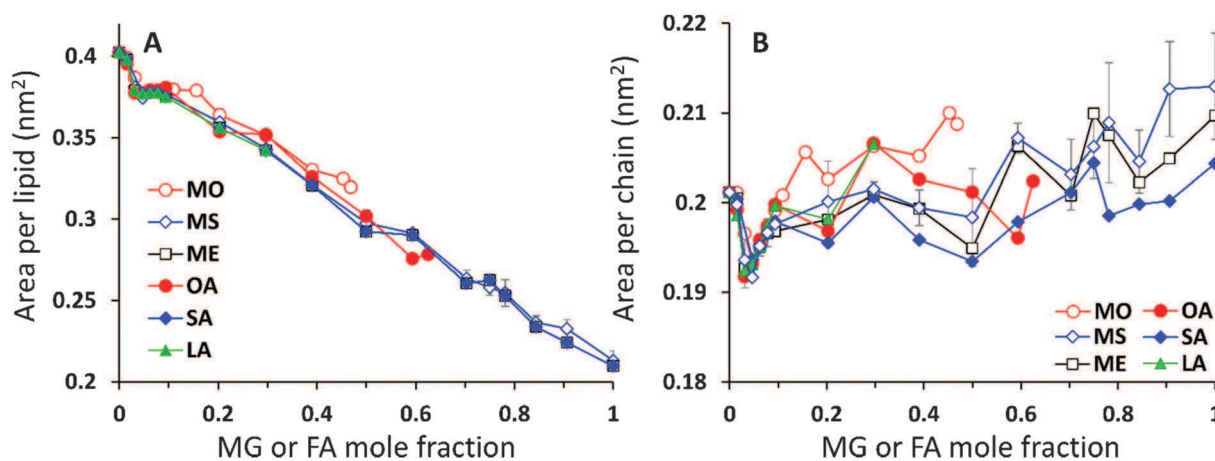 A
Area per lipid (nm²)
0.4
0.35
0.3
0.25
0.2
MO
MS
ME
OA
SA
LA
0 0.2 0.4 0.6 0.8 1
MG or FA mole fraction
B
Area per chain (nm²)
0.22
0.21
0.2
0.19
0.18
MO OA
MS SA
ME LA
0 0.2 0.4 0.6 0.8 1
MG or FA mole fraction